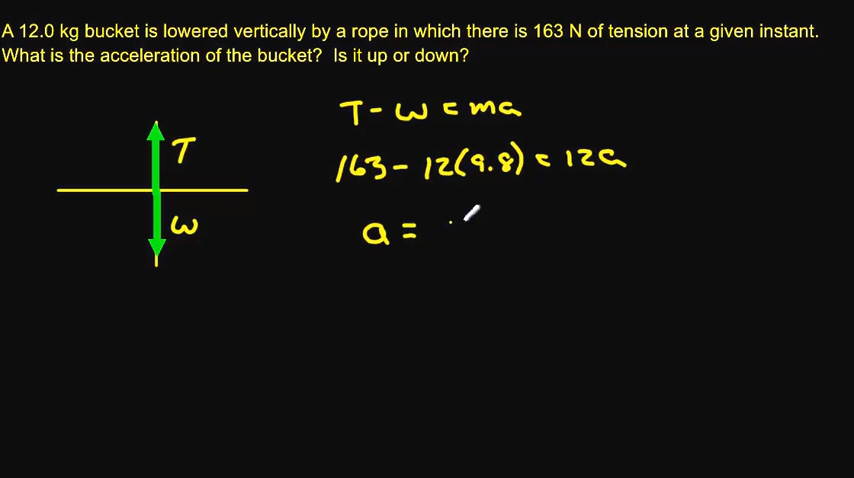 A 12.0 kg bucket is lowered vertically by a rope in which there is 163 N of tension at a given instant.
What is the acceleration of the bucket?  Is it up or down?
T - w = ma
T
163 - 12(9.8) = 12a
w
a =